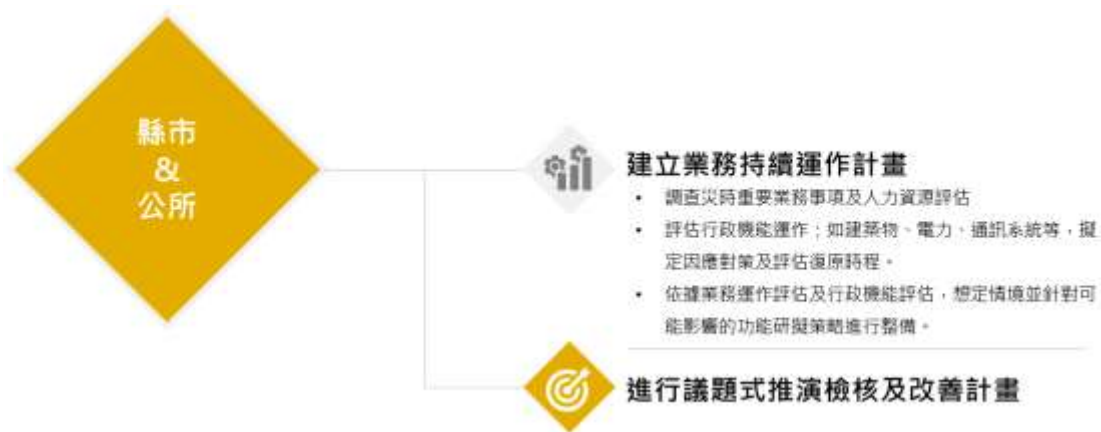 縣市
&
公所
建立業務持續運作計畫
• 調查災時重要業務事項及人力資源評估
• 評估行政機能運作；如建築物、電力、通訊系統等，擬
定因應對策及評估復原時程。
• 依據業務運作評估及行政機能評估，想定情境並針對可
能影響的功能研擬策略進行整備。
進行議題式推演檢核及改善計畫